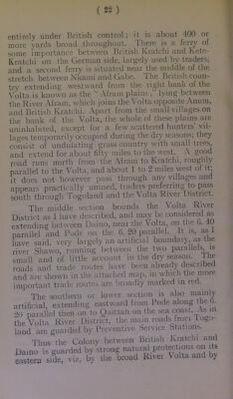 ( 22 )
entirely under British control; it is about 400 or
more yards broad throughout. There is a ferry of
some importance between British Kratchi and Kete-
Kratchi on the German side, largely used by traders,
and a second ferry is situated near the middle of the
stretch between Nkami and Gabe. The British coun-
try extending westward from the right bank of the
Volta is known as the "Afram plains," lying between
the River Afram, which joins the Volta opposite Anum,
and British Kratchi. Apart from the small villages on
the bank of the Volta, the whole of these plains are
uninhabited, except for a few scattered hunters' vil-
lages temporarily occupied during the dry seasons; they
consist of undulating grass country with small trees,
and extend for about fifty miles to the west. A good
road runs north from the Afram to Kratchi, roughly
parallel to the Volta, and about 1 to 2 miles west of it;
it does not however pass through any villages and
appears practically unused, traders preferring to pass
south through Togoland and the Volta River District.
The middle section bounds the Volta River
District as I have described, and may be considered as
extending between Daino, near the Volta, on the 6. 40
parallel and Pode on the 6. 20 parallel. It is, as I
have said, very largely an artificial boundary, as the
river Shawo, running between the two parallels, is
small and of little account in the dry season. The
roads and trade routes have been already described
and are shown in the attached map, in which the more
important trade routes are broadly marked in red.
The southern or lower section is also mainly
artificial, extending eastward from Pede along the 6.
20 parallel then on to Quittah on the sea coast. As in
the Volta River District, the main roads from Togo-
land are guarded by Preventive Service Stations.
Thus the Colony between British Kratchi and
Daino is guarded by strong natural protections on its
eastern side, viz, by the broad River Volta and by